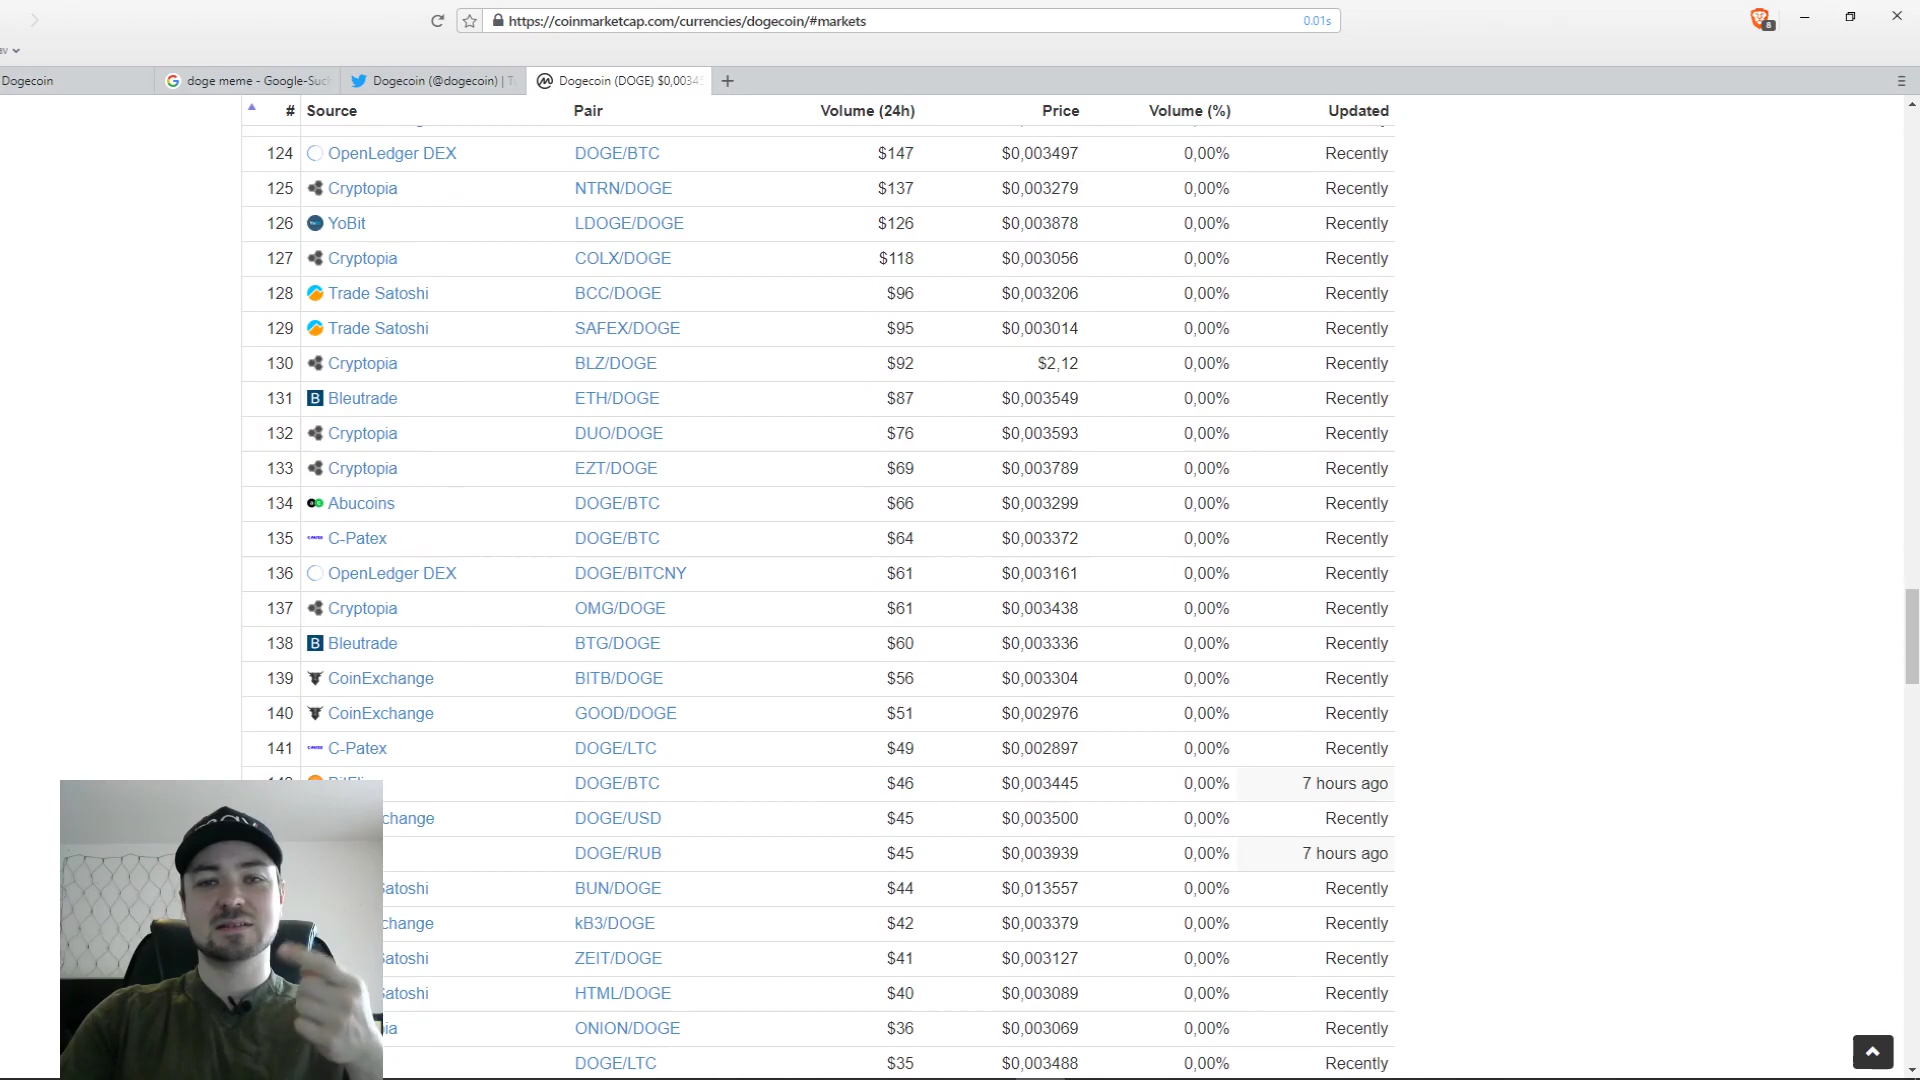 https://coinmarketcap.com/currencies/dogecoin/#markets 0.01s 8
Dogecoin doge meme - Google-Suc Dogecoin (@dogecoin) | Dogecoin (DOGE) $0,0034
# Source Pair Volume (24h) Price Volume (%) Updated
124 OpenLedger DEX DOGE/BTC $147 $0,003497 0,00% Recently
125 Cryptopia NTRN/DOGE $137 $0,003279 0,00% Recently
126 YoBit LDOGE/DOGE $126 $0,003878 0,00% Recently
127 Cryptopia COLX/DOGE $118 $0,003056 0,00% Recently
128 Trade Satoshi BCC/DOGE $96 $0,003206 0,00% Recently
129 Trade Satoshi SAFEX/DOGE $95 $0,003014 0,00% Recently
130 Cryptopia BLZ/DOGE $92 $2,12 0,00% Recently
131 B Bleutrade ETH/DOGE $87 $0,003549 0,00% Recently
132 Cryptopia DUO/DOGE $76 $0,003593 0,00% Recently
133 Cryptopia EZT/DOGE $69 $0,003789 0,00% Recently
134 Abucoins DOGE/BTC $66 $0,003299 0,00% Recently
135 C-Patex DOGE/BTC $64 $0,003372 0,00% Recently
136 OpenLedger DEX DOGE/BITCNY $61 $0,003161 0,00% Recently
137 Cryptopia OMG/DOGE $61 $0,003438 0,00% Recently
138 B Bleutrade BTG/DOGE $60 $0,003336 0,00% Recently
139 CoinExchange BITB/DOGE $56 $0,003304 0,00% Recently
140 CoinExchange GOOD/DOGE $51 $0,002976 0,00% Recently
141 C-Patex DOGE/LTC $49 $0,002897 0,00% Recently
DOGE/BTC $46 $0,003445 0,00% 7 hours ago
change DOGE/USD $45 $0,003500 0,00% Recently
DOGE/RUB $45 $0,003939 0,00% 7 hours ago
Satoshi BUN/DOGE $44 $0,013557 0,00% Recently
change kB3/DOGE $42 $0,003379 0,00% Recently
Satoshi ZEIT/DOGE $41 $0,003127 0,00% Recently
Satoshi HTML/DOGE $40 $0,003089 0,00% Recently
ia ONION/DOGE $36 $0,003069 0,00% Recently
DOGE/LTC $35 $0,003488 0,00% Recently